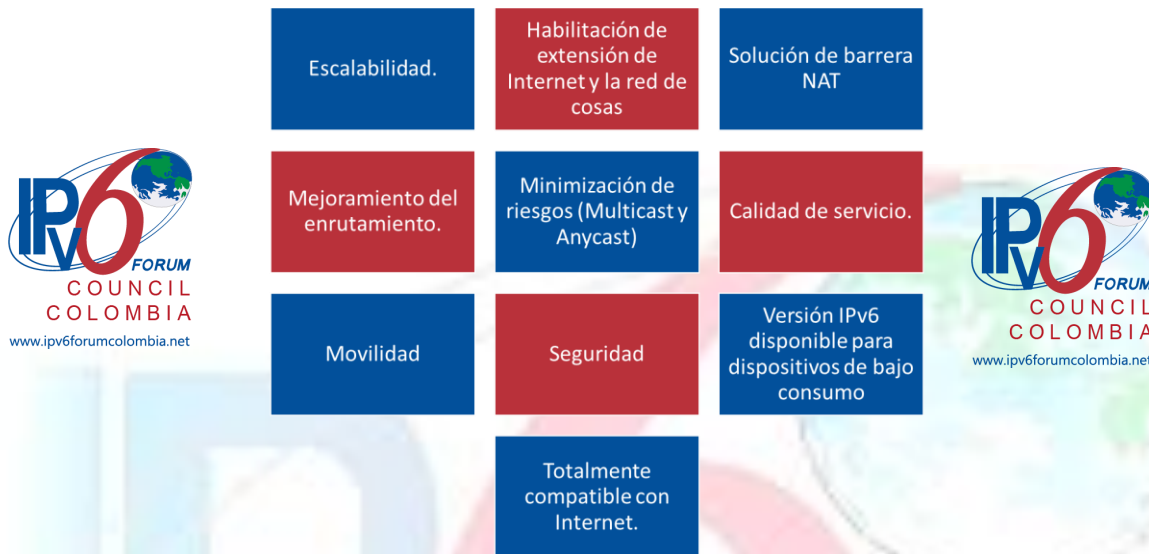 Escalabilidad.
Habilitación de
extensión de
Internet y la red de
cosas
Solución de barrera
NAT
Mejoramiento del
enrutamiento.
Minimización de
riesgos (Multicast y
Anycast)
Calidad de servicio.
Movilidad
Seguridad
Versión IPv6
disponible para
dispositivos de bajo
consumo
Totalmente
compatible con
Internet.
IPv6
FORUM
COUNCIL
COLOMBIA
www.ipv6forumcolombia.net
IPv6
FORUM
COUNCIL
COLOMBIA
www.ipv6forumcolombia.net